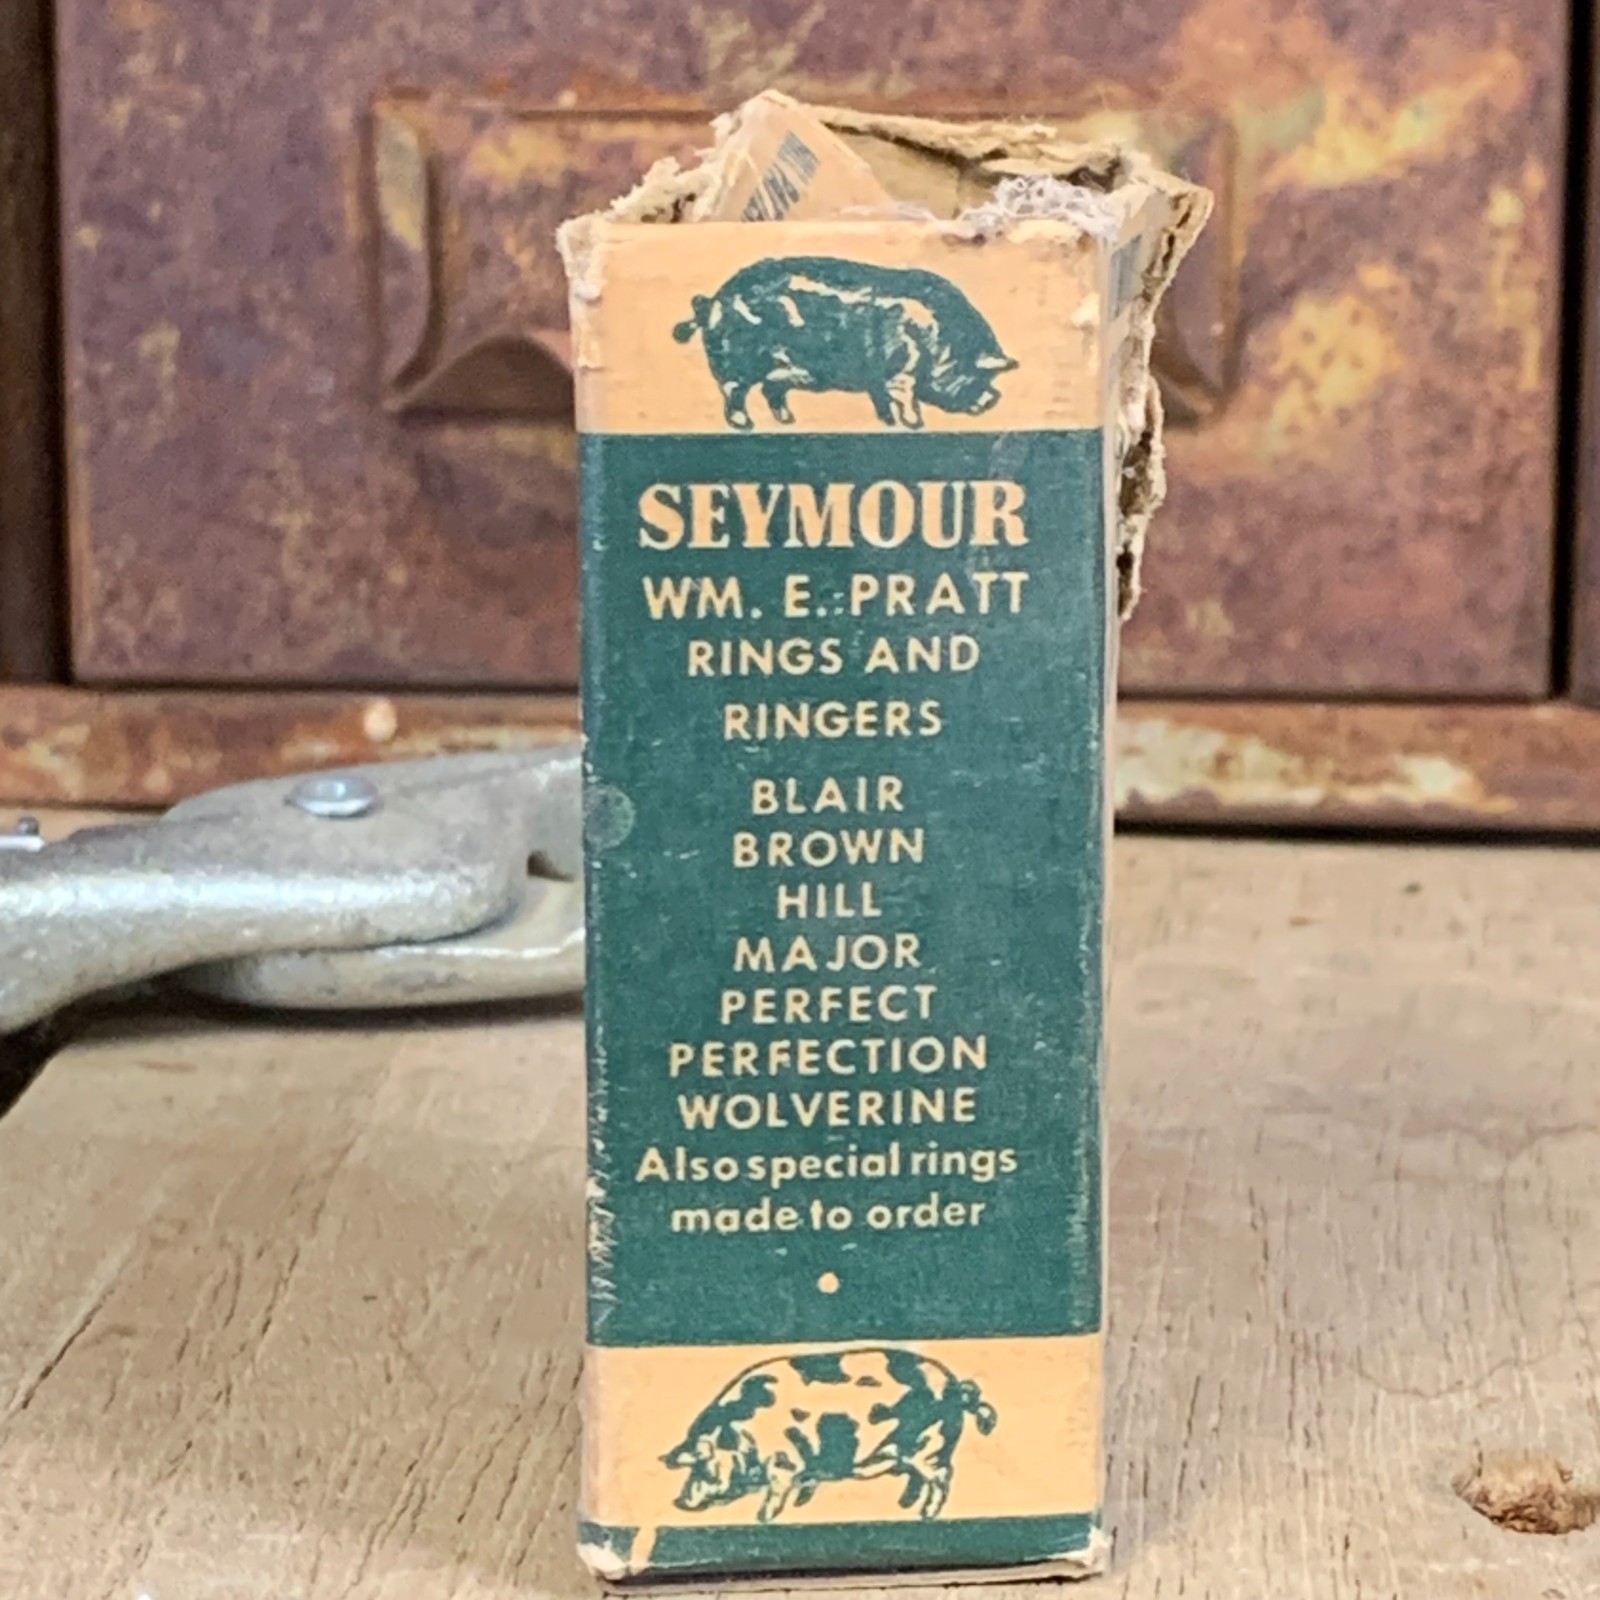 SEYMOUR
WM. E. PRATT
RINGS AND
RINGERS
BLAIR
BROWN
HILL
MAJOR
PERFECT
PERFECTION
WOLVERINE
Also special rings
made to order